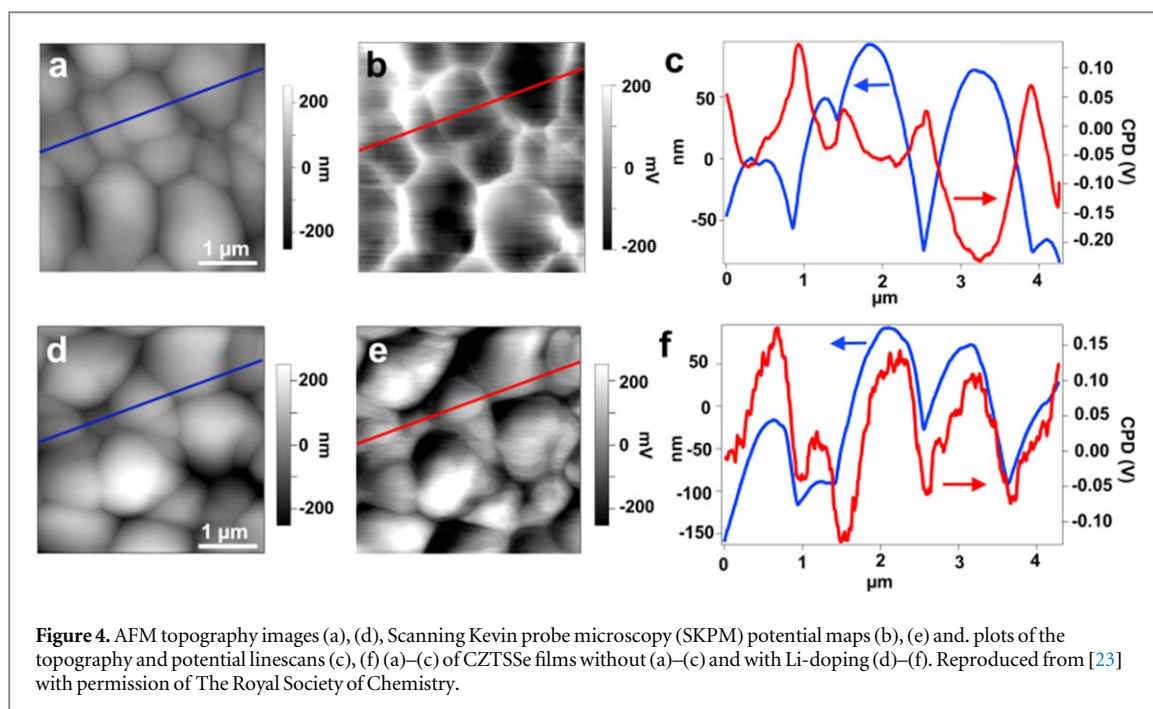 a
200
0
-200
nm
1 µm
b
200
0
-200
mV
c
50
0
-50
nm
0 1 2 3 4
µm
0.10
0.05
0.00
-0.05
-0.10
-0.15
-0.20
CPD (V)
d
200
0
-200
nm
1 µm
e
200
0
-200
mV
f
50
0
-50
-100
-150
nm
0 1 2 3 4
µm
0.15
0.10
0.05
0.00
-0.05
-0.10
CPD (V)
Figure 4. AFM topography images (a), (d), Scanning Kevin probe microscopy (SKPM) potential maps (b), (e) and. plots of the
topography and potential linescans (c), (f) (a)–(c) of CZTSSe films without (a)–(c) and with Li-doping (d)–(f). Reproduced from [23]
with permission of The Royal Society of Chemistry.